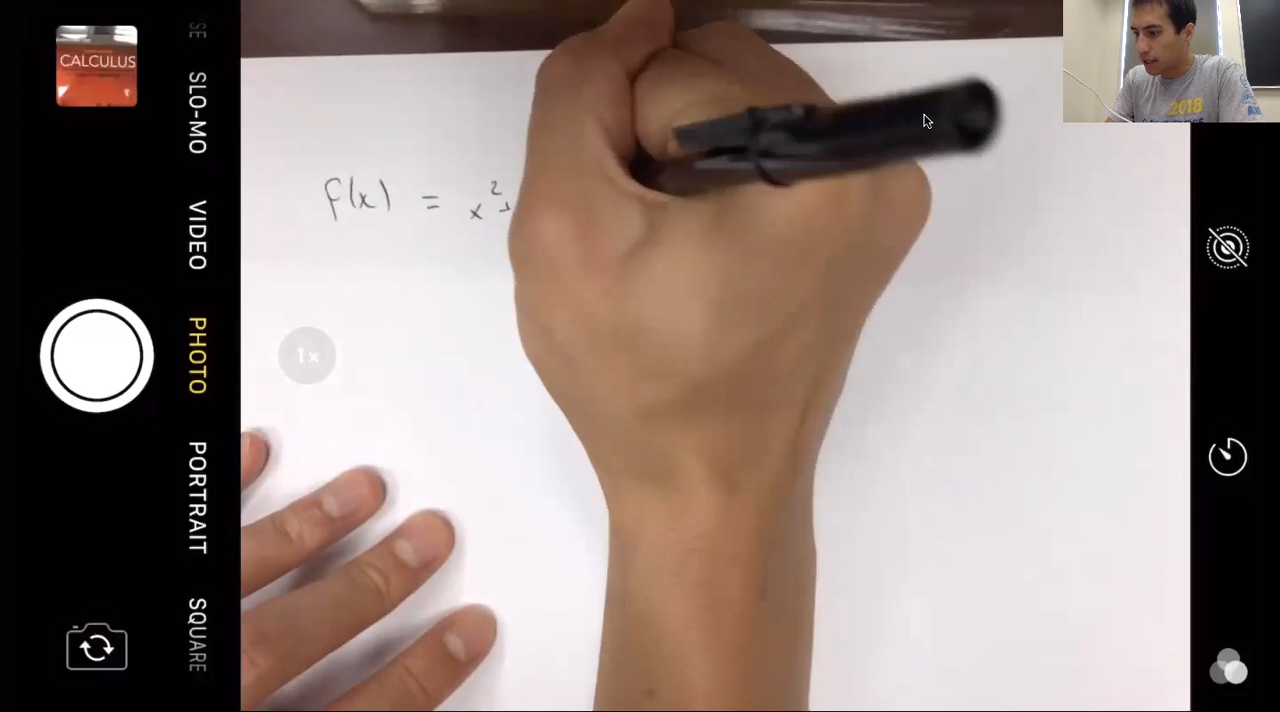 CALCULUS
SLO-MO
VIDEO
PHOTO
PORTRAIT
SQUARE
1x
f(x) = x²
2018